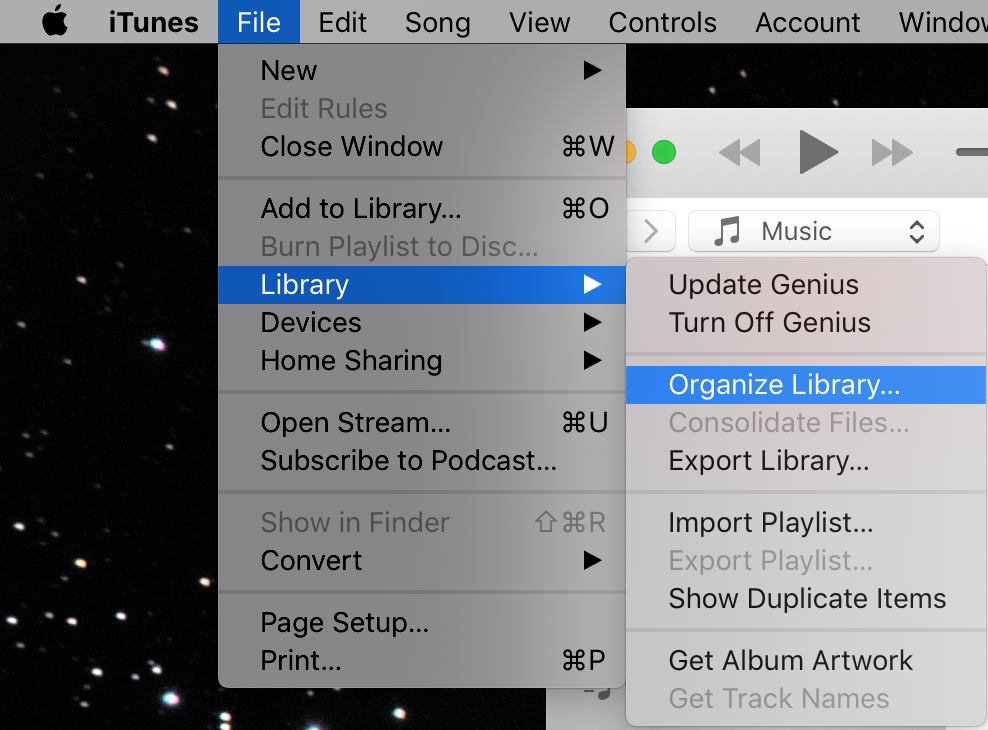 iTunes File Edit Song View Controls Account Window
New
Edit Rules
Close Window ⌘W
Add to Library... ⌘O
Burn Playlist to Disc...
Library
Devices
Home Sharing
Open Stream... ⌘U
Subscribe to Podcast...
Show in Finder ⇧⌘R
Convert
Page Setup...
Print... ⌘P
Music
Update Genius
Turn Off Genius
Organize Library...
Consolidate Files...
Export Library...
Import Playlist...
Export Playlist...
Show Duplicate Items
Get Album Artwork
Get Track Names